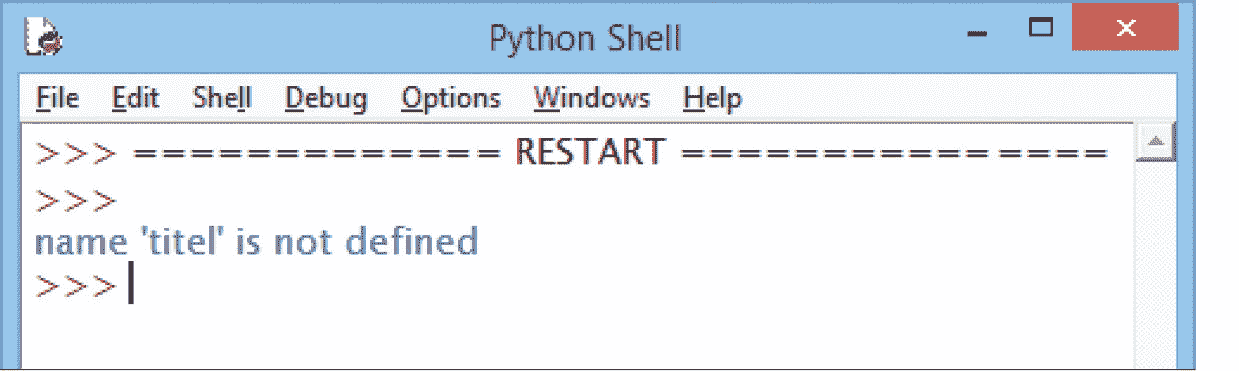 Python Shell
File Edit Shell Debug Options Windows Help
>>> ============= RESTART ===============
>>>
name 'titel' is not defined
>>>